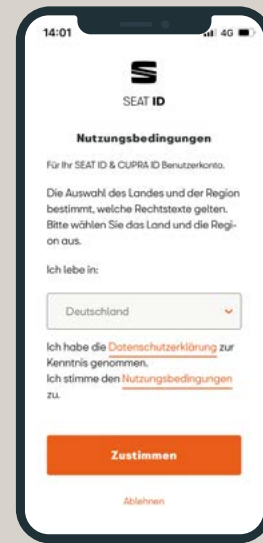 14:01
4G
SEAT ID
Nutzungsbedingungen
Für Ihr SEAT ID & CUPRA ID Benutzerkonto.
Die Auswahl des Landes und der Region
bestimmt, welche Rechtstexte gelten.
Bitte wählen Sie das Land und die Regi-
on aus.
Ich lebe in:
Deutschland
Ich habe die Datenschutzerklärung zur
Kenntnis genommen.
Ich stimme den Nutzungsbedingungen
zu.
Zustimmen
Ablehnen